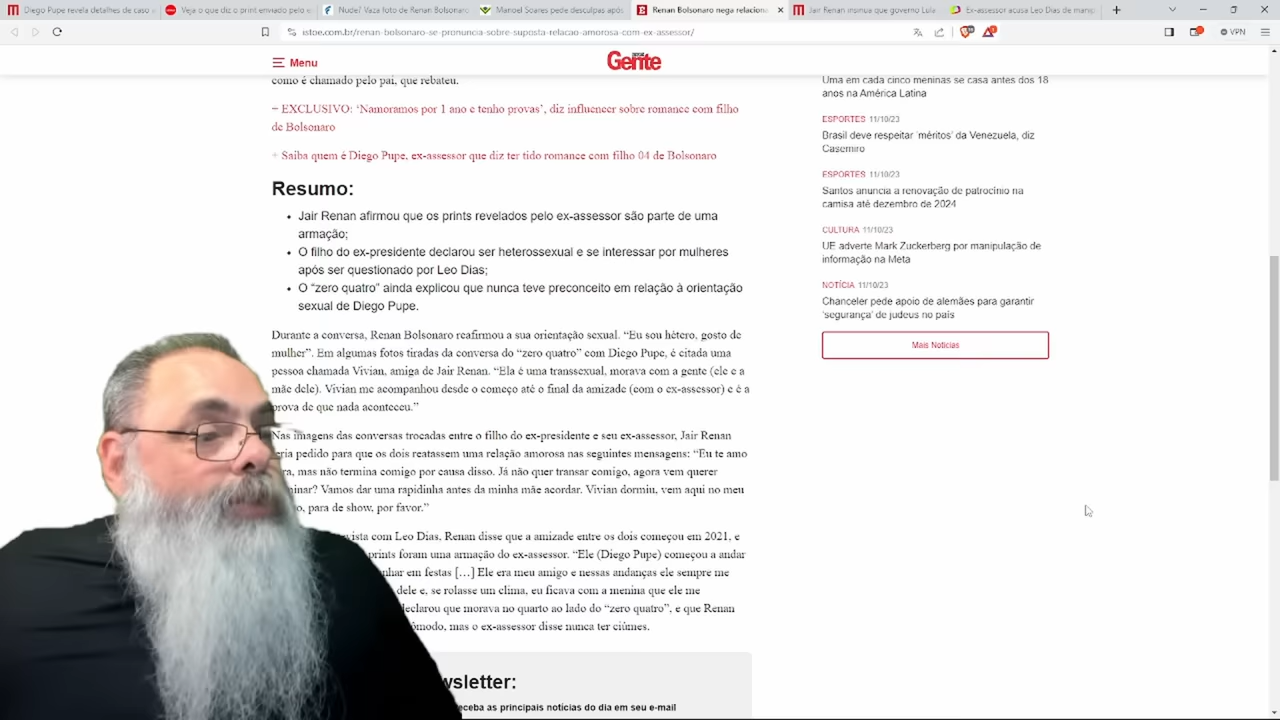 Diego Pupe revela detalhes de caso
Veja o que diz o print enviado pelo
Nude! Vaza foto de Renan Bolsonaro
Manoel Soares pede desculpas após
Renan Bolsonaro nega relaciona
Jair Renan insinua que governo Lula
Ex-assessor acusa Leo Dias de mani
istoe.com.br/renan-bolsonaro-se-pronuncia-sobre-suposta-relacao-amorosa-com-ex-assessor/
VPN
Menu
Gente
como é chamado pelo pai, que rebateu.
EXCLUSIVO: ‘Namoramos por 1 ano e tenho provas’, diz influencer sobre romance com filho
de Bolsonaro
+ Saiba quem é Diego Pupe, ex-assessor que diz ter tido romance com filho 04 de Bolsonaro
Resumo:
• Jair Renan afirmou que os prints revelados pelo ex-assessor são parte de uma
armação;
• O filho do ex-presidente declarou ser heterossexual e se interessar por mulheres
após ser questionado por Leo Dias;
• O “zero quatro” ainda explicou que nunca teve preconceito em relação à orientação
sexual de Diego Pupe.
Durante a conversa, Renan Bolsonaro reafirmou a sua orientação sexual. “Eu sou hétero, gosto de
mulher”. Em algumas fotos tiradas da conversa do “zero quatro” com Diego Pupe, é citada uma
pessoa chamada Vivian, amiga de Jair Renan. “Ela é uma transsexual, morava com a gente (ele e a
mãe dele). Vivian me acompanhou desde o começo até o final da amizade (com o ex-assessor) e é a
prova de que nada aconteceu.”
Nas imagens das conversas trocadas entre o filho do ex-presidente e seu ex-assessor, Jair Renan
eria pedido para que os dois reatassem uma relação amorosa nas seguintes mensagens: “Eu te amo
ra, mas não termina comigo por causa disso. Já não quer transar comigo, agora vem querer
minar? Vamos dar uma rapidinha antes da minha mãe acordar. Vivian dormiu, vem aqui no meu
o, para de show, por favor.”
vista com Leo Dias, Renan disse que a amizade entre os dois começou em 2021, e
prints foram uma armação do ex-assessor. “Ele (Diego Pupe) começou a andar
nhar em festas […] Ele era meu amigo e nessas andanças ele sempre me
dele e, se rolasse um clima, eu ficava com a menina que ele me
declarou que morava no quarto ao lado do “zero quatro”, e que Renan
ômodo, mas o ex-assessor disse nunca ter ciúmes.
wsletter:
eceba as principais notícias do dia em seu e-mail
Uma em cada cinco meninas se casa antes dos 18
anos na América Latina
ESPORTES 11/10/23
Brasil deve respeitar ‘méritos’ da Venezuela, diz
Casemiro
ESPORTES 11/10/23
Santos anuncia a renovação de patrocínio na
camisa até dezembro de 2024
CULTURA 11/10/23
UE adverte Mark Zuckerberg por manipulação de
informação na Meta
NOTÍCIA 11/10/23
Chanceler pede apoio de alemães para garantir
‘segurança’ de judeus no país
Mais Notícias